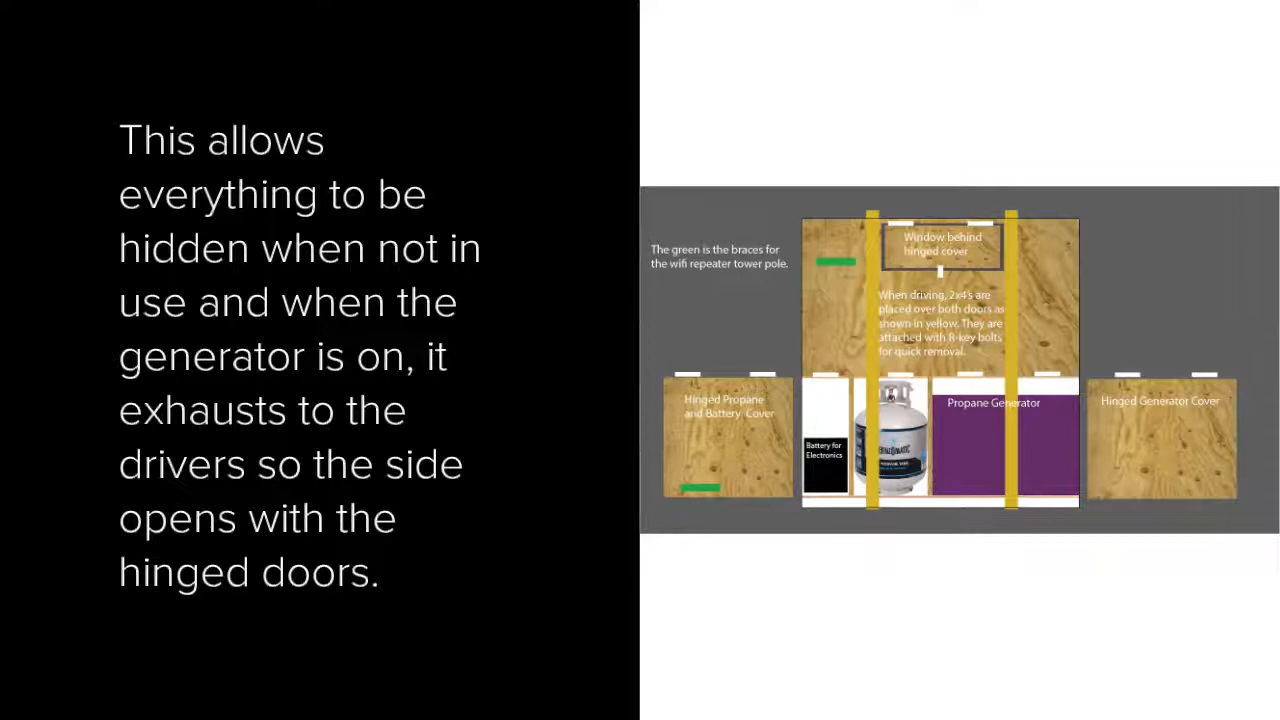 This allows
everything to be
hidden when not in
use and when the
generator is on, it
exhausts to the
drivers so the side
opens with the
hinged doors.
The green is the braces for
the wifi repeater tower pole.
Window behind
hinged cover
When driving, 2x4's are
placed over both doors as
shown in yellow. They are
attached with R-key bolts
for quick removal.
Hinged Propane
and Battery Cover
Battery for
Electronics
Propane Generator
Hinged Generator Cover